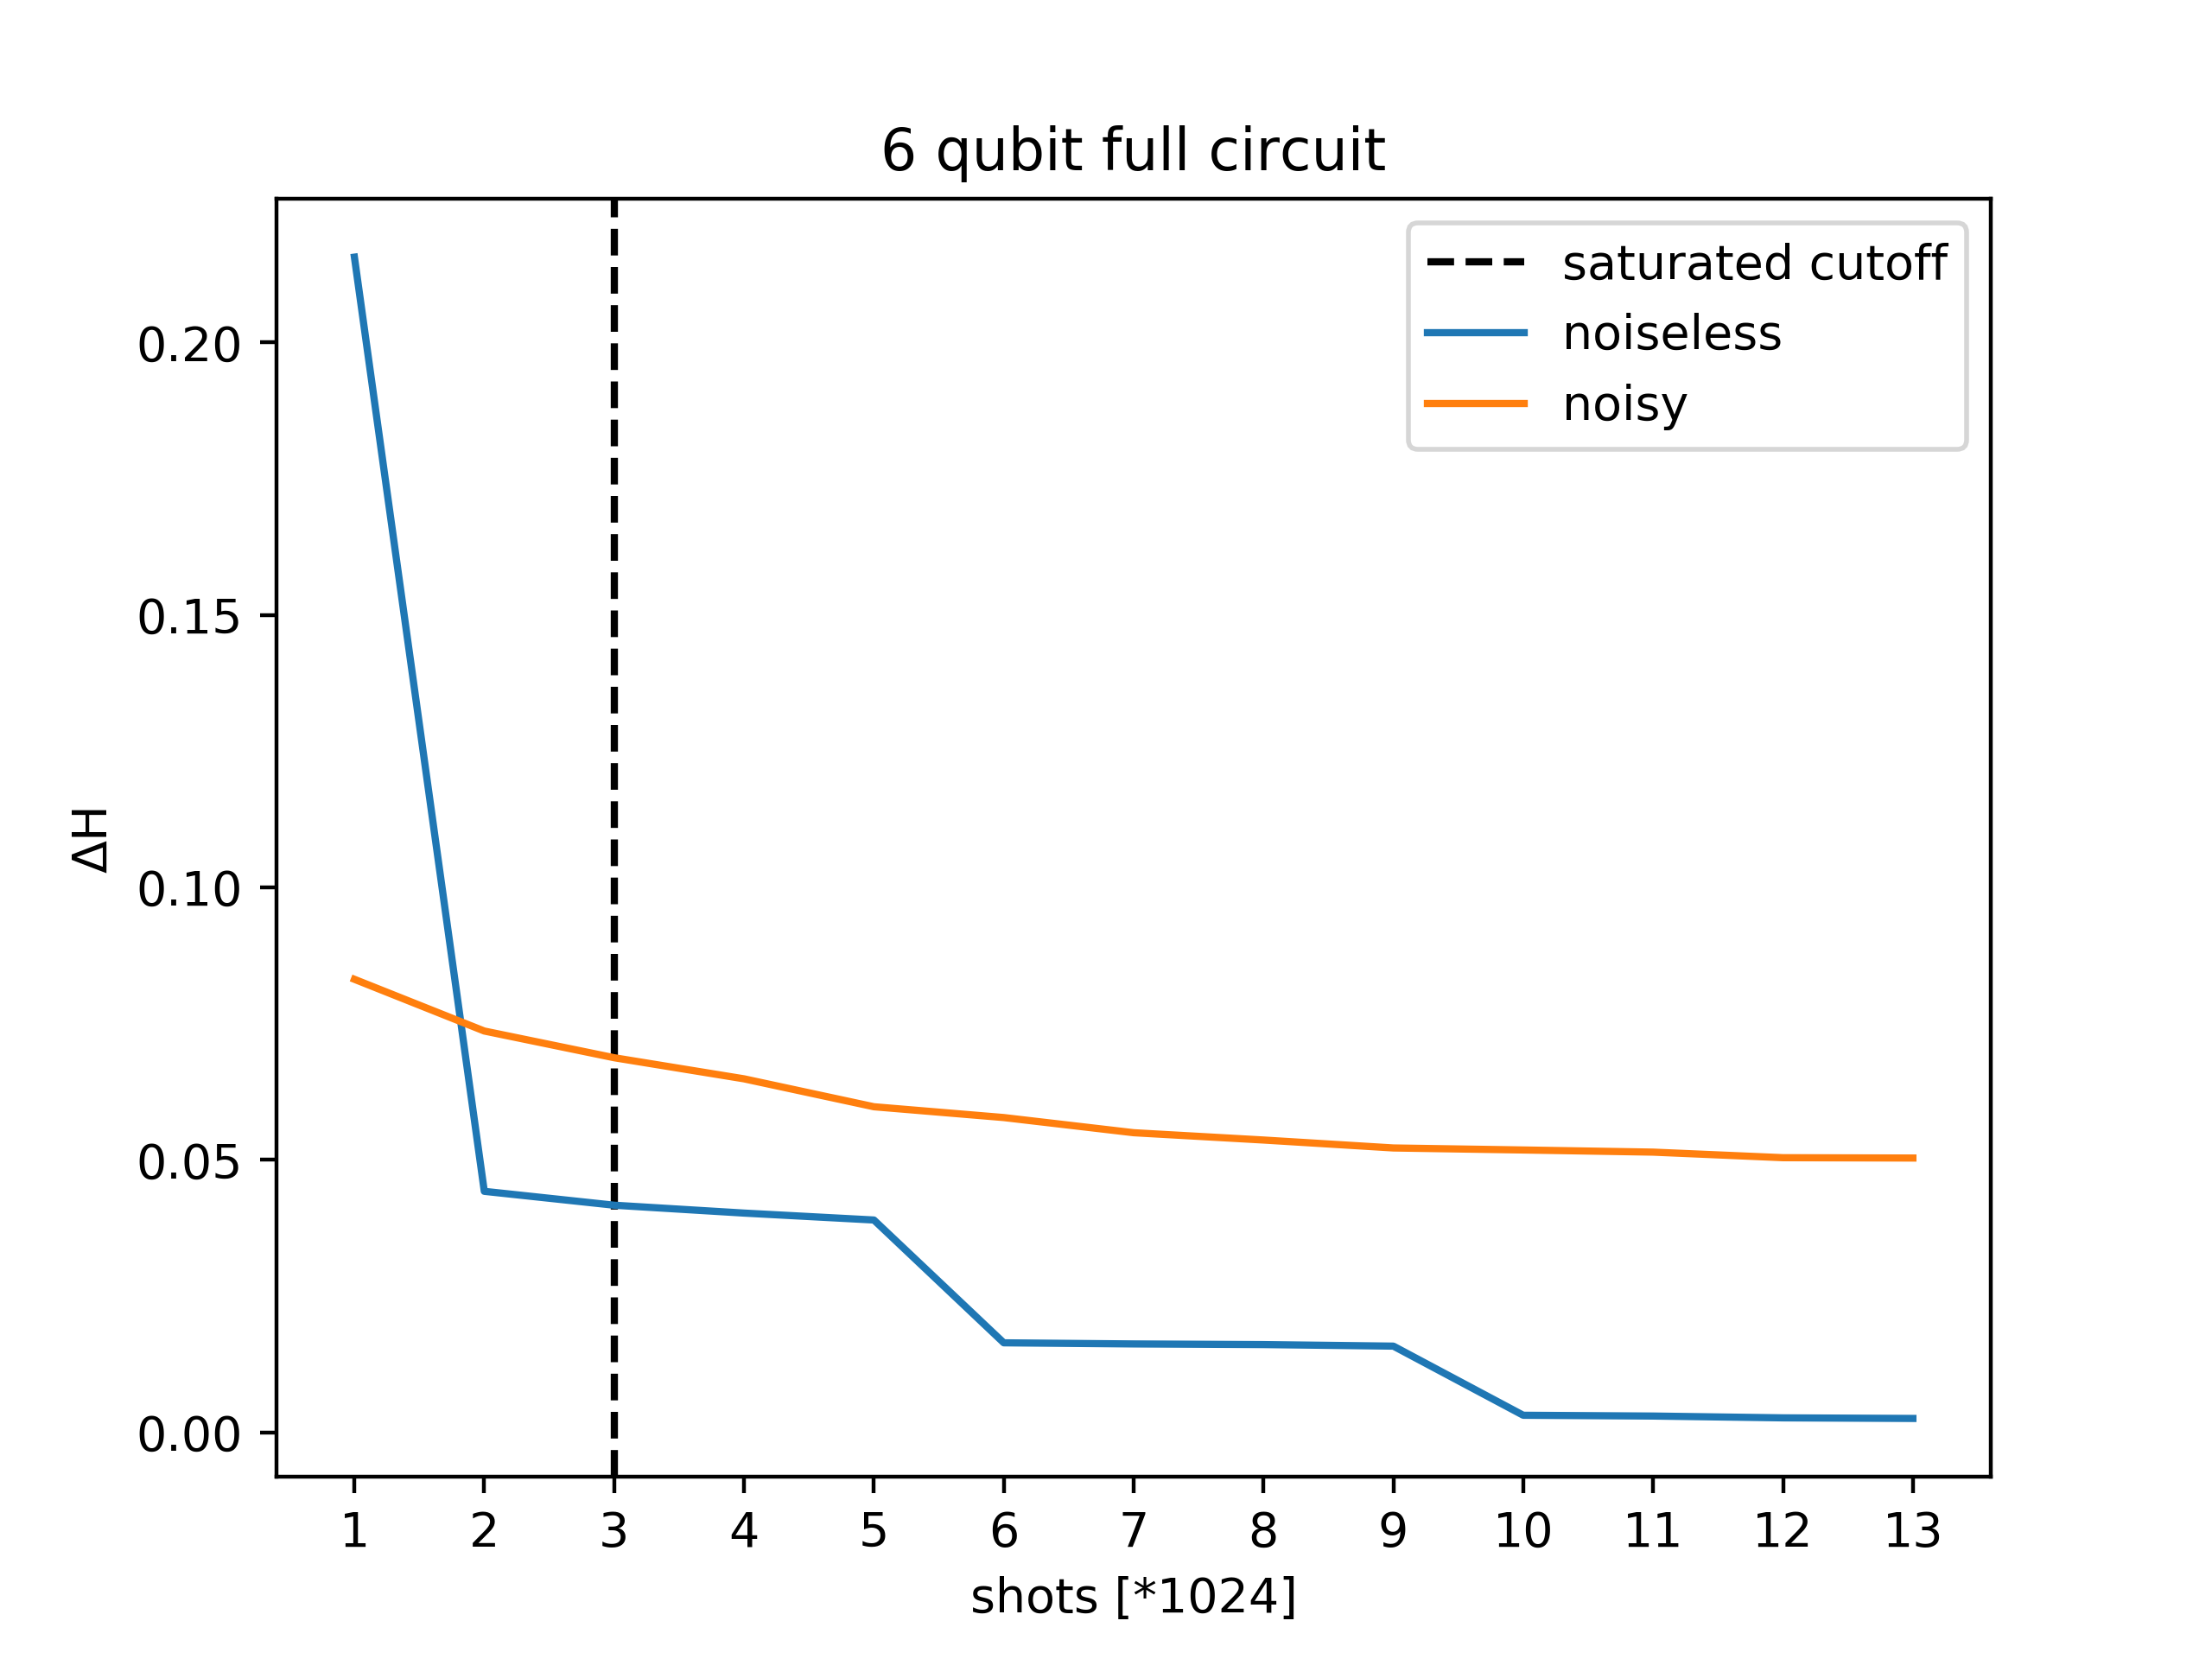 6 qubit full circuit
saturated cutoff
noiseless
noisy
0.20
0.15
0.10
0.05
0.00
ΔH
1 2 3 4 5 6 7 8 9 10 11 12 13
shots [*1024]